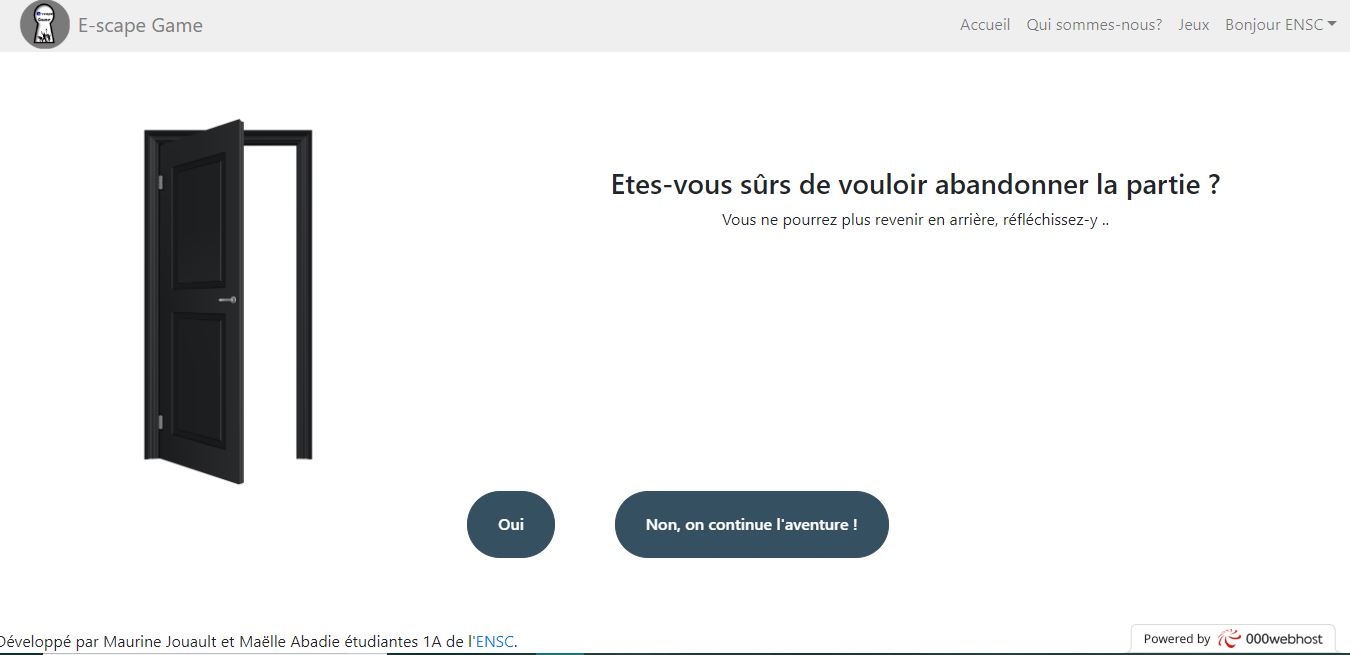 E-scape Game
Accueil
Qui sommes-nous?
Jeux
Bonjour ENSC
Etes-vous sûrs de vouloir abandonner la partie ?
Vous ne pourrez plus revenir en arrière, réfléchissez-y ..
Oui
Non, on continue l'aventure !
Développé par Maurine Jouault et Maëlle Abadie étudiantes 1A de l'ENSC.
Powered by 000webhost